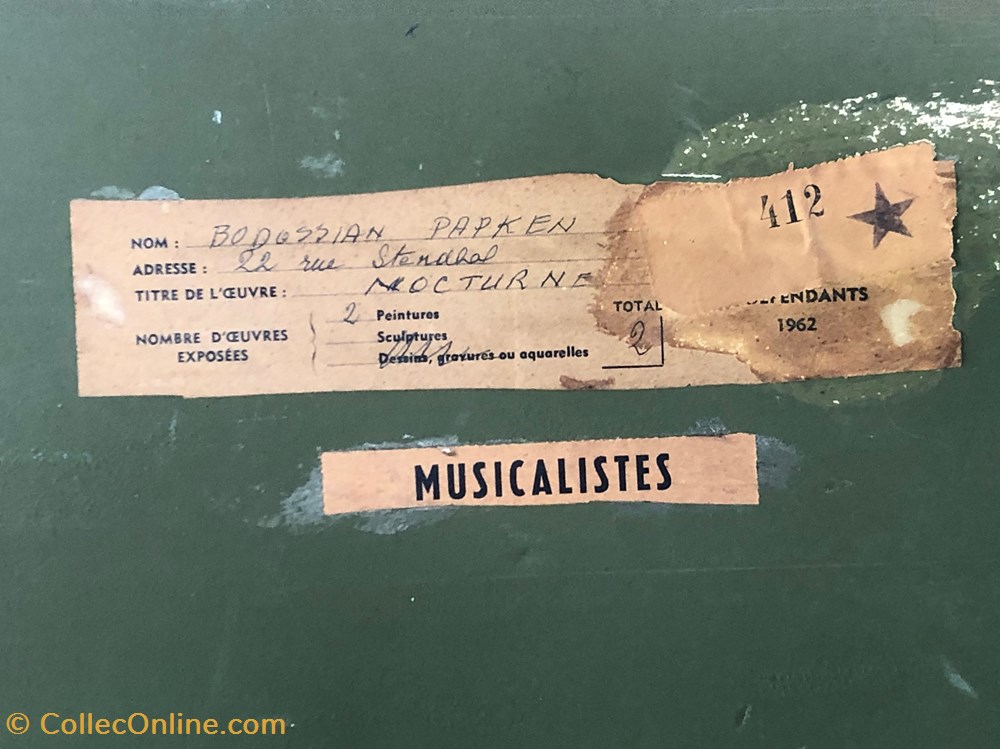 NOM : BODOSSIAN PAPKEN
412
ADRESSE : 22 rue Stendhal
TITRE DE L'ŒUVRE : NOCTURNE
NOMBRE D'ŒUVRES
EXPOSÉES
2 Peintures
Sculptures
Dessins, gravures ou aquarelles
TOTAL
2
DÉPENDANTS
1962
MUSICALISTES
© CollecOnline.com